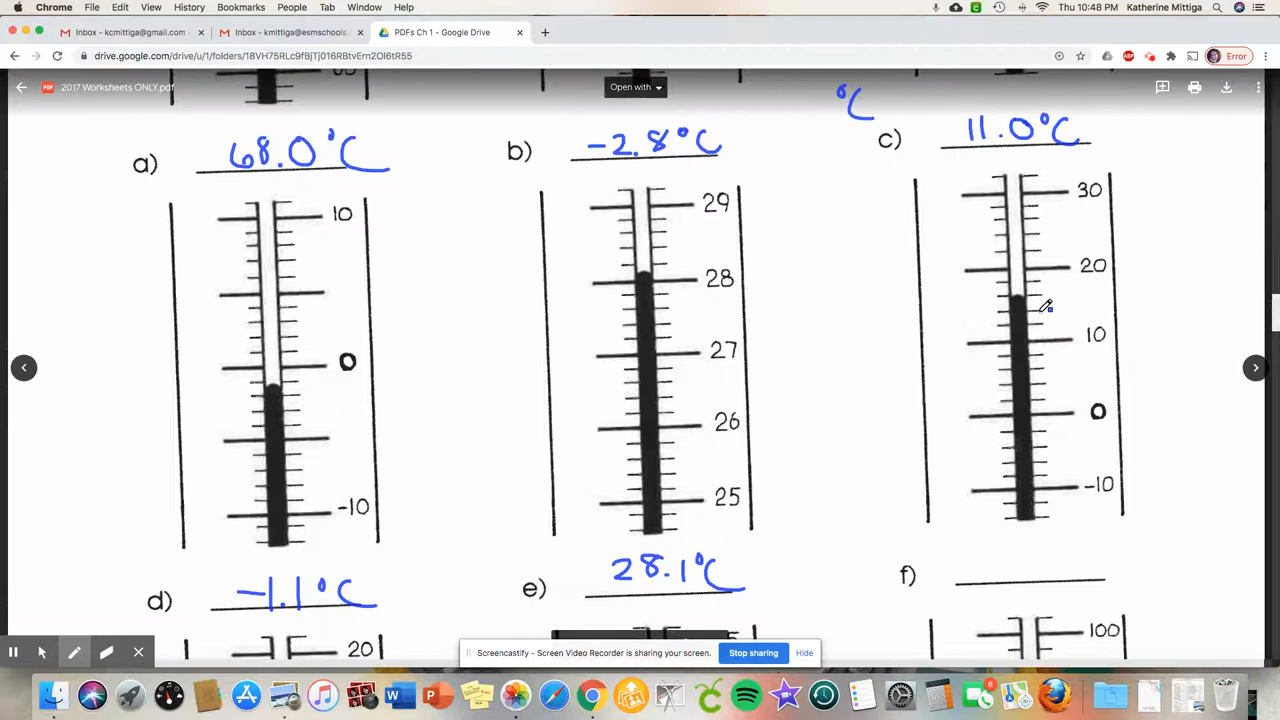 Chrome File Edit View History Bookmarks People Tab Window Help
Thu 10:48 PM Katherine Mittiga
Inbox - kcmittiga@gmail.com
Inbox - kmittiga@esmschools.
PDFs Ch 1 - Google Drive
drive.google.com/drive/u/1/folders/18VH75RLc9fBjTj016RBtvErn2Ol6tR55
Error
PDF 2017 Worksheets ONLY.pdf
Open with
°C
a) 68.0°C
b) -2.8°C
c) 11.0°C
10
0
-10
29
28
27
26
25
30
20
10
0
-10
d) -1.1°C
e) 28.1°C
f)
20
100
Screencastify - Screen Video Recorder is sharing your screen.
Stop sharing
Hide